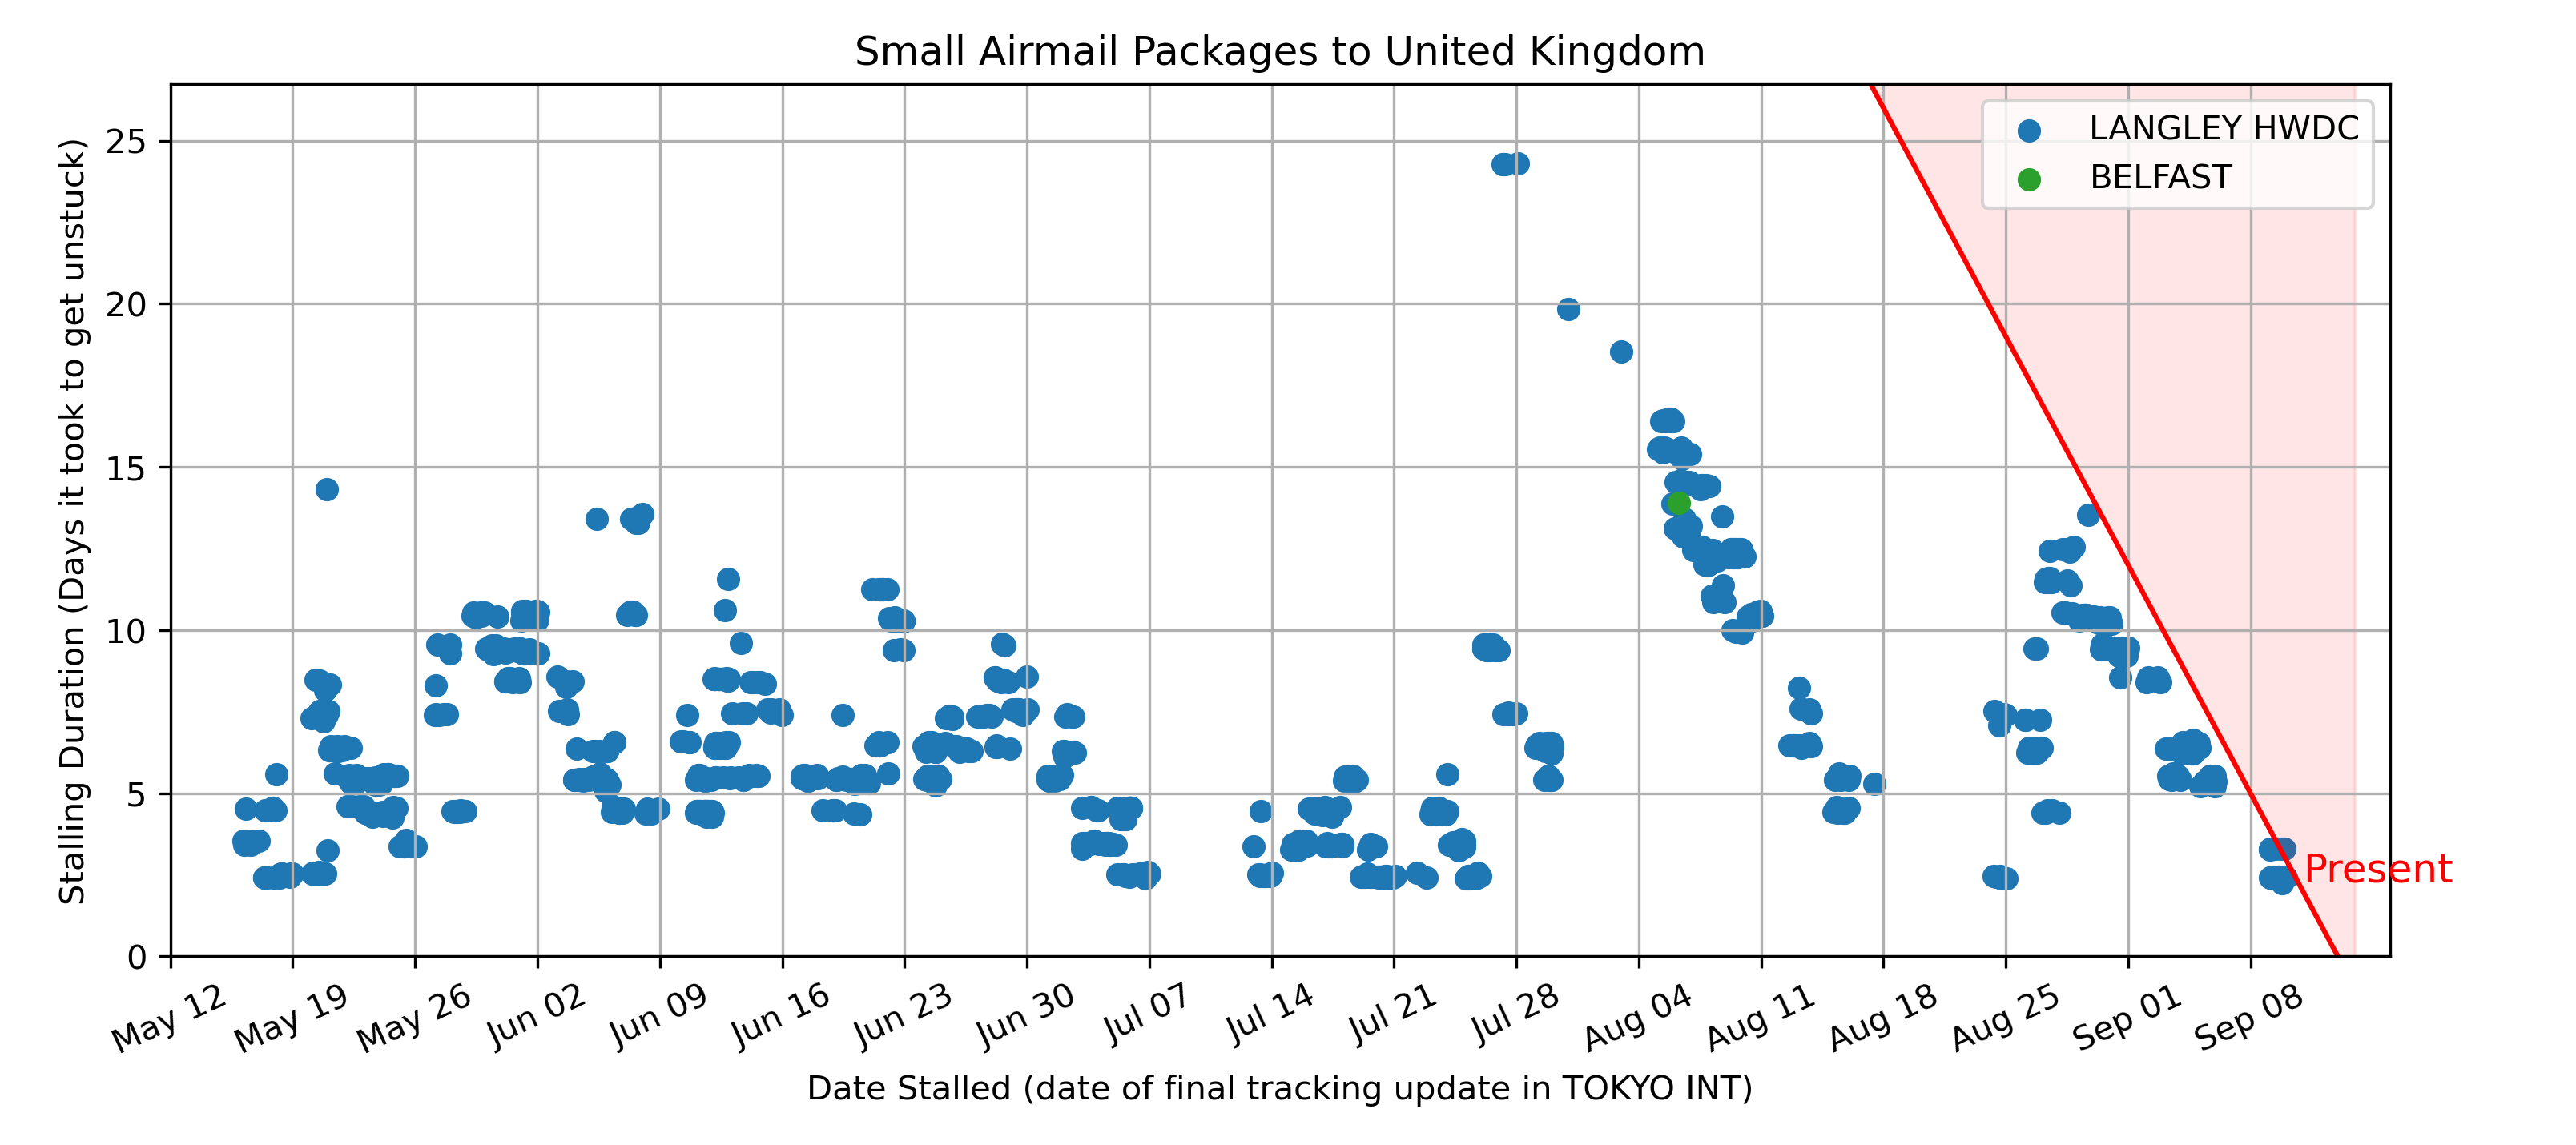 Small Airmail Packages to United Kingdom
Stalling Duration (Days it took to get unstuck)
25
20
15
10
5
0
LANGLEY HWDC
BELFAST
Present
May 12
May 19
May 26
Jun 02
Jun 09
Jun 16
Jun 23
Jun 30
Jul 07
Jul 14
Jul 21
Jul 28
Aug 04
Aug 11
Aug 18
Aug 25
Sep 01
Sep 08
Date Stalled (date of final tracking update in TOKYO INT)